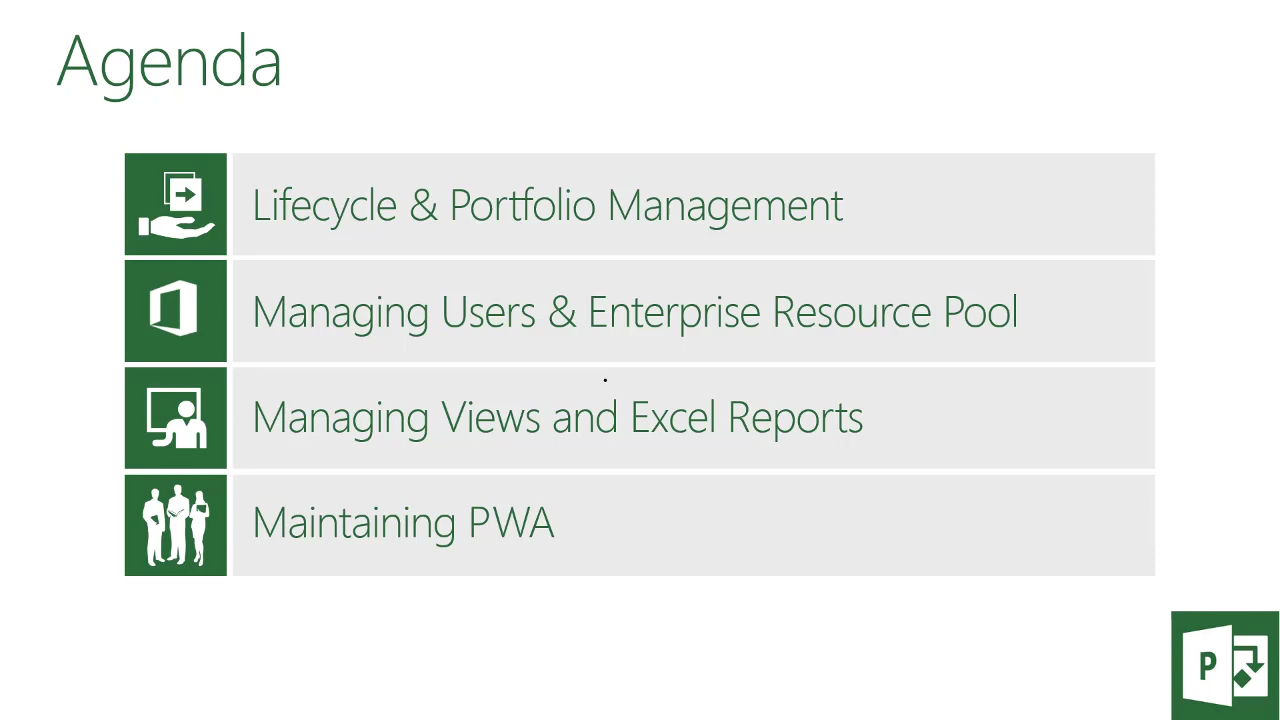 Agenda
Lifecycle & Portfolio Management
Managing Users & Enterprise Resource Pool
Managing Views and Excel Reports
Maintaining PWA
P